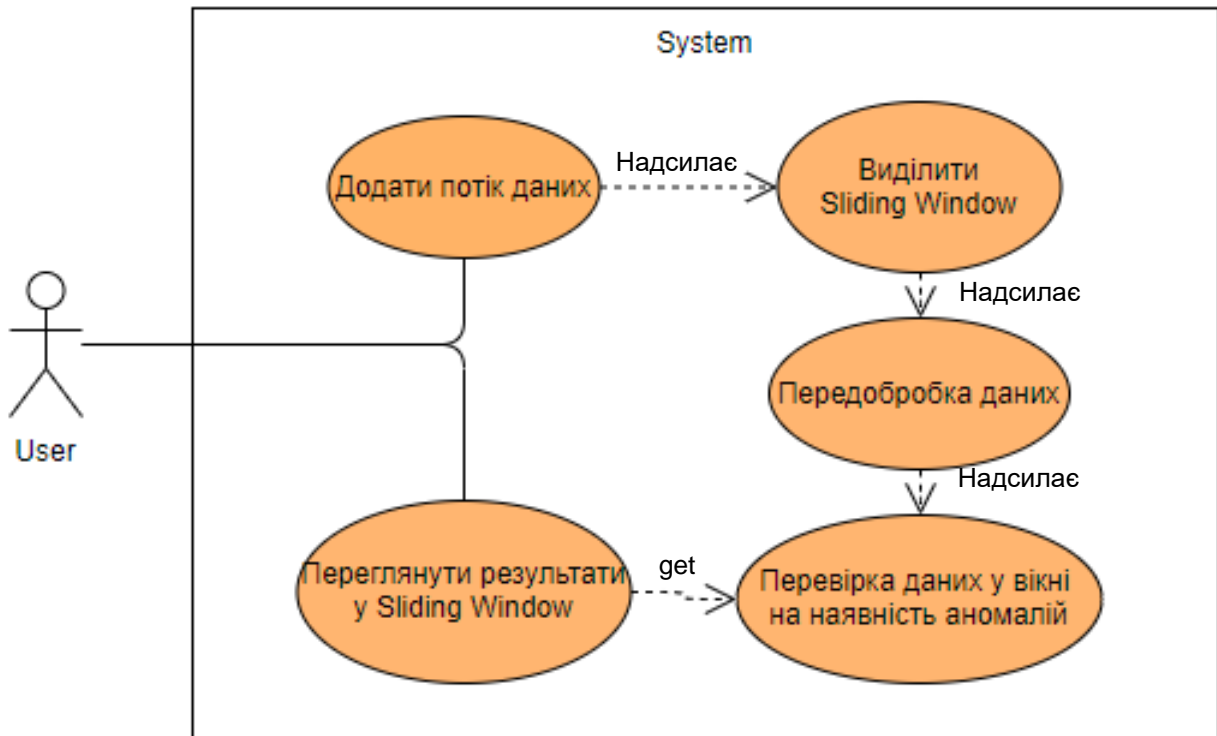 System
Додати потік даних
Надсилає
Виділити
Sliding Window
Надсилає
Передобробка даних
Надсилає
User
Переглянути результати
у Sliding Window
get
Перевірка даних у вікні
на наявність аномалій